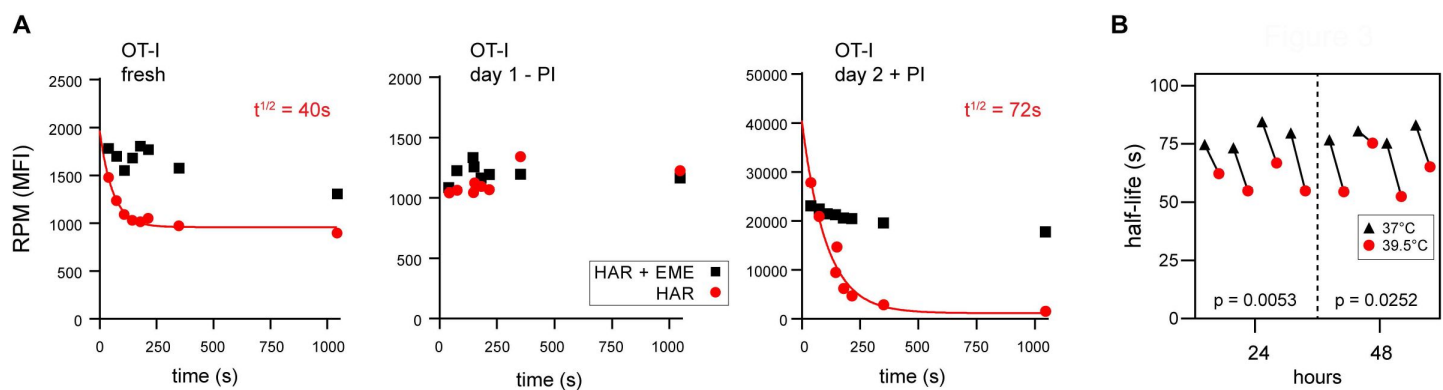 A
OT-I
fresh
RPM (MFI)
2500
2000
1500
1000
500
0
t^1/2 = 40s
0 250 500 750 1000
time (s)
OT-I
day 1 - PI
2000
1500
1000
500
0
HAR + EME
HAR
0 250 500 750 1000
time (s)
OT-I
day 2 + PI
50000
40000
30000
20000
10000
0
t^1/2 = 72s
0 250 500 750 1000
time (s)
B
Figure 3
half-life (s)
100
75
50
25
0
37°C
39.5°C
p = 0.0053 p = 0.0252
24 48
hours